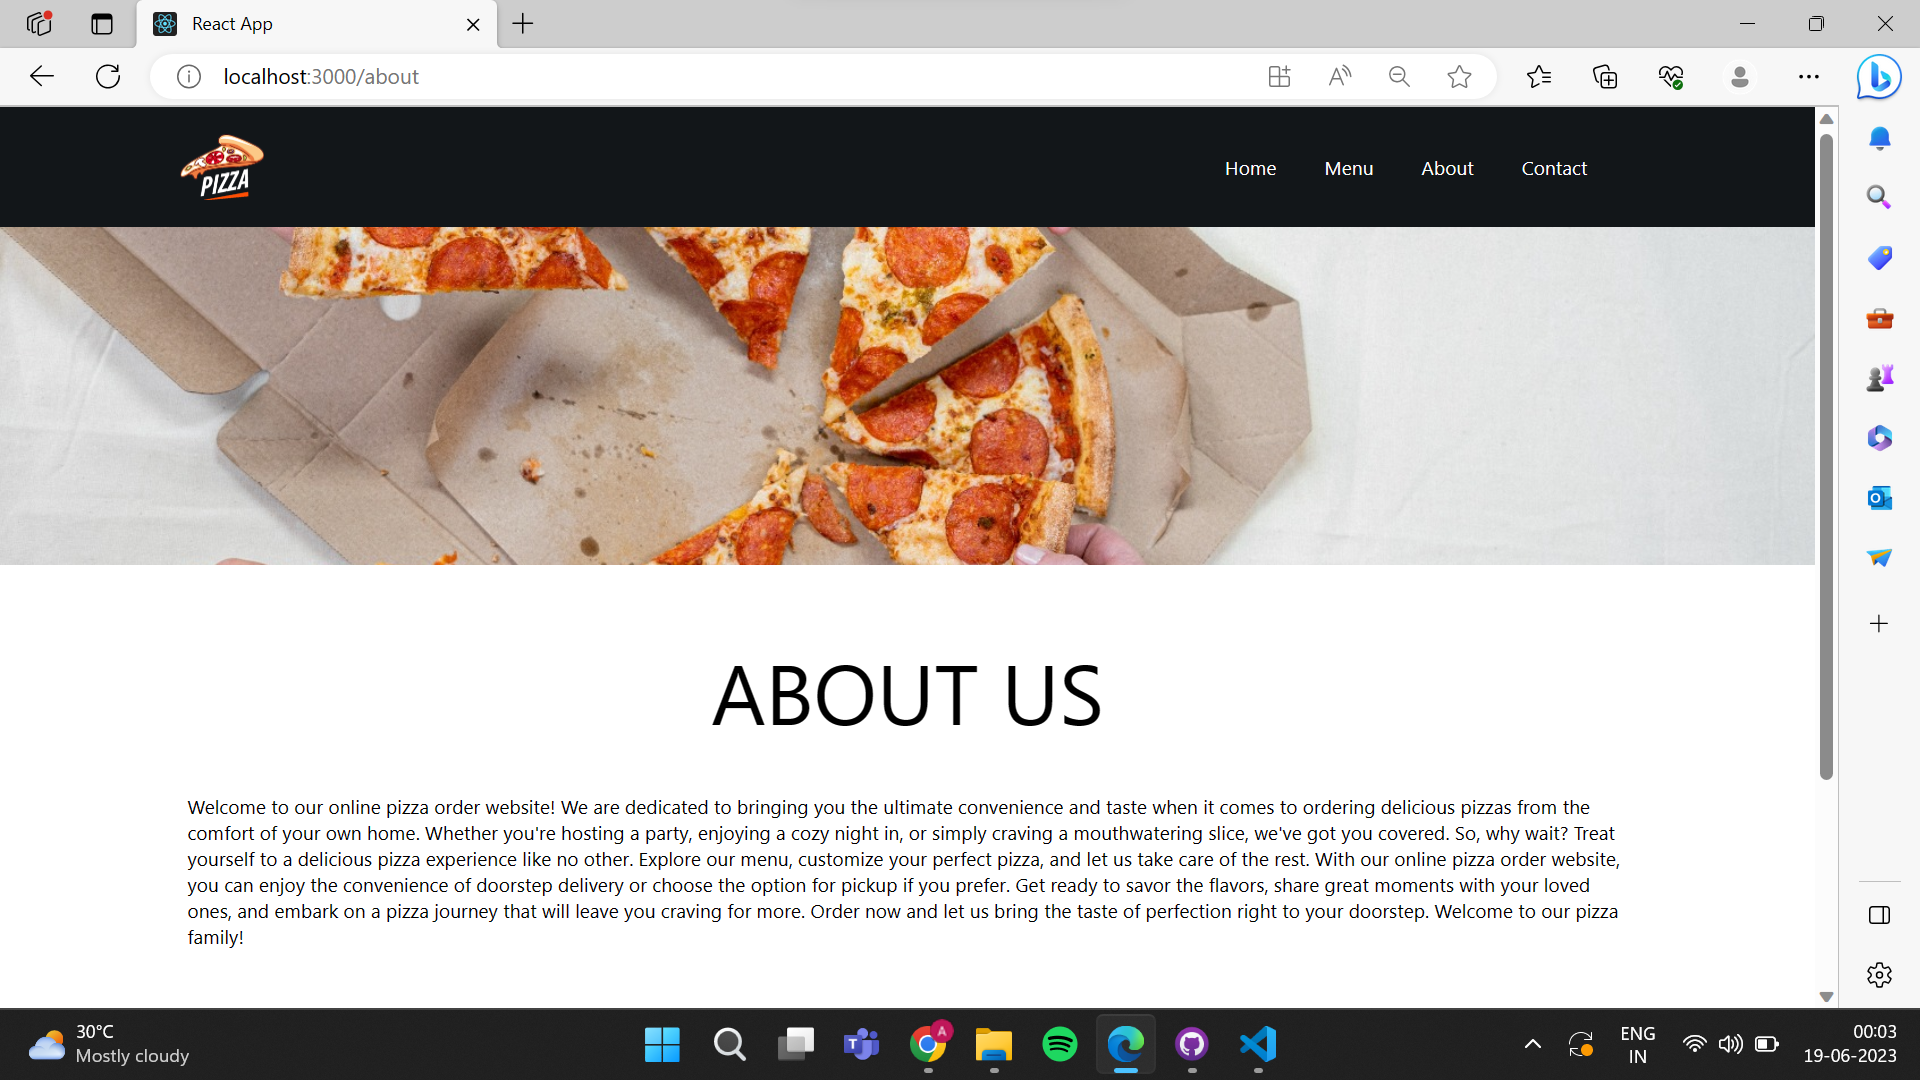 React App
localhost:3000/about
PIZZA
Home Menu About Contact
ABOUT US
Welcome to our online pizza order website! We are dedicated to bringing you the ultimate convenience and taste when it comes to ordering delicious pizzas from the
comfort of your own home. Whether you're hosting a party, enjoying a cozy night in, or simply craving a mouthwatering slice, we've got you covered. So, why wait? Treat
yourself to a delicious pizza experience like no other. Explore our menu, customize your perfect pizza, and let us take care of the rest. With our online pizza order website,
you can enjoy the convenience of doorstep delivery or choose the option for pickup if you prefer. Get ready to savor the flavors, share great moments with your loved
ones, and embark on a pizza journey that will leave you craving for more. Order now and let us bring the taste of perfection right to your doorstep. Welcome to our pizza
family!
30°C
Mostly cloudy
A
ENG
IN
00:03
19-06-2023